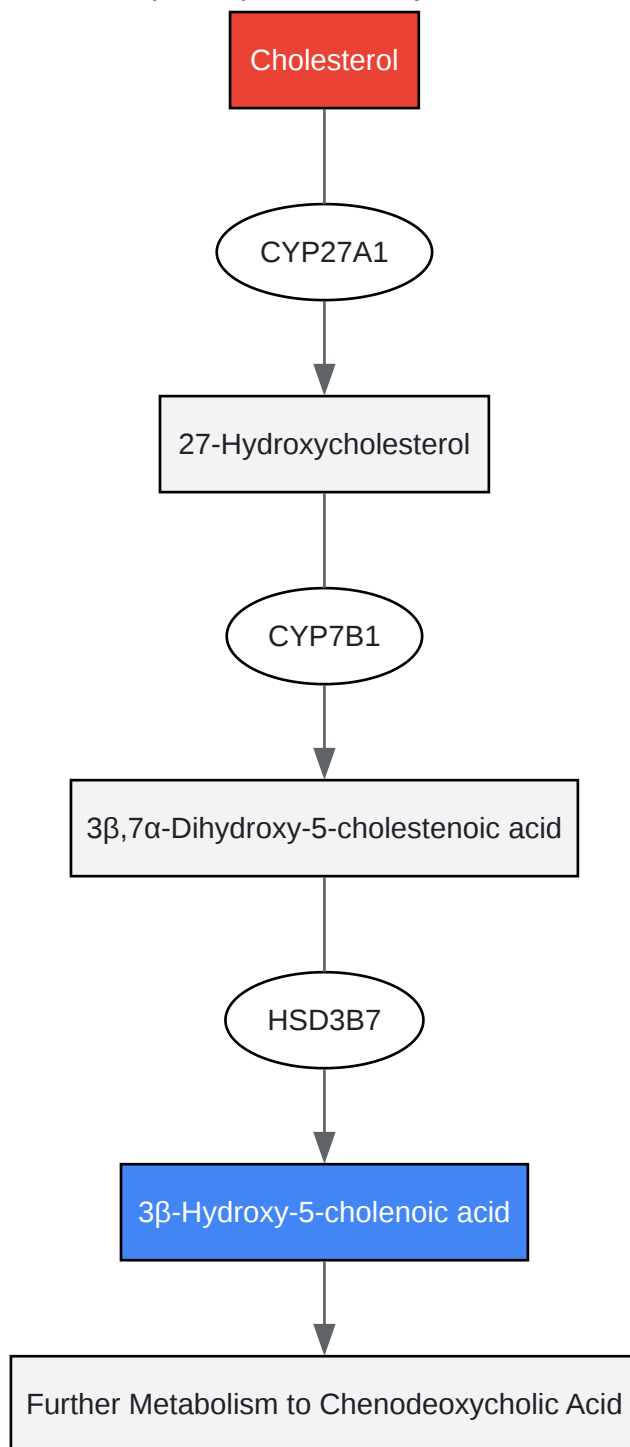 Cholesterol
CYP27A1
27-Hydroxycholesterol
CYP7B1
3β,7α-Dihydroxy-5-cholestenoic acid
HSD3B7
3β-Hydroxy-5-cholenoic acid
Further Metabolism to Chenodeoxycholic Acid